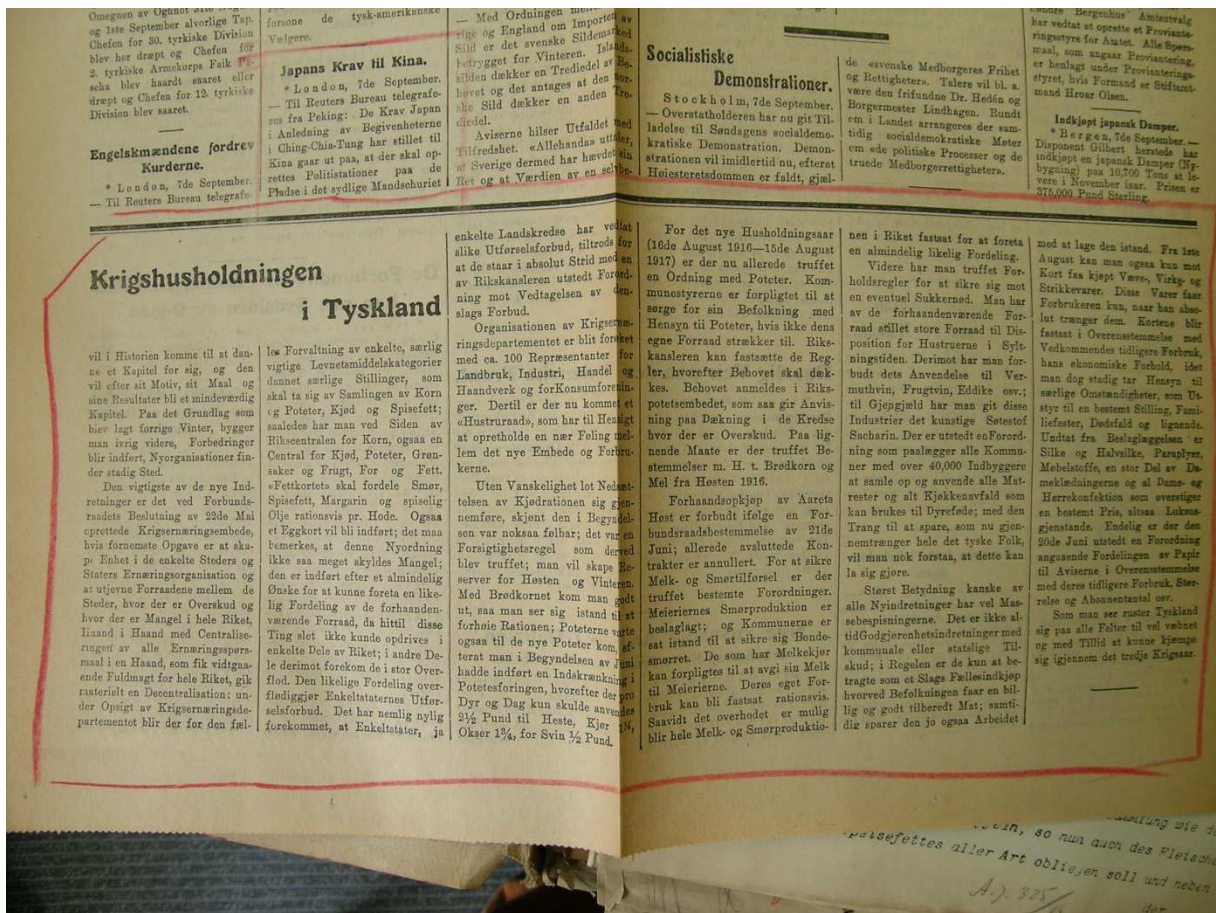 Omegnen av Ognnot
og 1ste September alvorlige Tap.
Chefen for 30. tyrkiske Division
blev her dræpt og Chefen for
2. tyrkiske Armekorps Faik Pa-
scha blev haardt saaret eller
dræpt og Chefen for 12. tyrkiske
Division blev saaret.
Engelskmændene fordrev
Kurderne.
* London, 7de September.
— Til Reuters Bureau telegrafe-
forsone de tysk-amerikanske
Vælgere.
Japans Krav til Kina.
* London, 7de September.
— Til Reuters Bureau telegrafe-
res fra Peking: De Krav Japan
i Anledning av Begivenheterne
i Ching-Chia-Tung har stillet til
Kina gaar ut paa, at der skal op-
rettes Politistationer paa de
Pladse i det sydlige Mandschuriet
— Med Ordningen mellem
rige og England om Importen av
Sild er det svenske Sildemarked
betrygget for Vinteren. Islands-
silden dækker en Trediedel av Be-
hovet og det antages at den nor-
ske Sild dækker en anden Tre-
diedel.
Aviserne hilser Utfaldet med
Tilfredshet. «Allehanda» uttaler
at Sverige dermed har hævdet sin
Ret og at Værdien av en selvbe-
Socialistiske
Demonstrationer.
Stockholm, 7de September.
— Overstatholderen har nu git Til-
ladelse til Søndagens socialdemo-
kratiske Demonstration. Demon-
strationen vil imidlertid nu, efterat
Høiesteretsdommen er faldt, gjæl-
de «svenske Medborgeres Frihet
og Rettigheter». Talere vil bl. a.
være den frifundne Dr. Hedén og
Borgermester Lindhagen. Rundt
om i Landet arrangeres der sam-
tidig socialdemokratiske Møter
om «de politiske Processer og de
truede Medborgerrettigheter».
Søndre Bergenhus' Amtsutvalg
har vedtat at oprette et Proviante-
ringsstyre for Amtet. Alle Spørs-
maal, som angaar Proviantering,
er henlagt under Provianterings-
styret, hvis Formand er Stiftamt-
mand Hroar Olsen.
Indkjøpt japansk Damper.
* Bergen, 7de September. —
Disponent Gilbert hersteds har
indkjøpt en japansk Damper (Ny-
bygning) paa 10,700 Tons at le-
vere i November iaar. Prisen er
375,000 Pund Sterling.
Krigshusholdningen
i Tyskland
vil i Historien komme til at dan-
ne et Kapitel for sig, og den
vil efter sit Motiv, sit Maal og
sine Resultater bli et mindeværdig
Kapitel. Paa det Grundlag som
blev lagt forrige Vinter, bygger
man ivrig videre, Forbedringer
blir indført, Nyorganisationer fin-
der stadig Sted.
Den vigtigste av de nye Ind-
retninger er det ved Forbunds-
raadets Beslutning av 22de Mai
oprettede Krigsernæringsembede,
hvis fornemste Opgave er at ska-
pe Enhet i de enkelte Steders og
Staters Ernæringsorganisation og
at utjevne Forraadene mellem de
Steder, hvor der er Overskud og
hvor der er Mangel i hele Riket,
Haand i Haand med Centralise-
ringen av alle Ernæringsspørs-
maal i en Haand, som fik vidtgaa-
ende Fuldmagt for hele Riket, gik
materielt en Decentralisation: un-
der Opsigt av Krigsernæringsde-
partementet blir der for den fæl-
les Forvaltning av enkelte, særlig
vigtige Levnetsmiddelskategorier
dannet særlige Stillinger, som
skal ta sig av Samlingen av Korn
og Poteter, Kjød og Spisefett;
saaledes har man ved Siden av
Rikscentralen for Korn, ogsaa en
Central for Kjød, Poteter, Grøn-
saker og Frugt, For og Fett.
«Fettkortet» skal fordele Smør,
Spisefett, Margarin og spiselig
Olje rationsvis pr. Hode. Ogsaa
et Eggkort vil bli indført; det maa
bemerkes, at denne Nyordning
ikke saa meget skyldes Mangel;
den er indført efter et almindelig
Ønske for at kunne foreta en like-
lig Fordeling av de forhaanden-
værende Forraad, da hittil disse
Ting slet ikke kunde opdrives i
enkelte Dele av Riket; i andre De-
le derimot forekom de i stor Over-
flod. Den likelige Fordeling over-
flødiggjør Enkeltstaternes Utfør-
selsforbud. Det har nemlig nylig
forekommet, at Enkeltstater, ja
enkelte Landskredse har vedtat
slike Utførselsforbud, tiltrods for
at de staar i absolut Strid med en
av Rikskansleren utstedt Forord-
ning mot Vedtagelsen av den-
slags Forbud.
Organisationen av Krigsernæ-
ringsdepartementet er blit forøket
med ca. 100 Repræsentanter for
Landbruk, Industri, Handel og
Haandverk og forKonsumforenin-
ger. Dertil er der nu kommet et
«Hustruraad», som har til Hensigt
at opretholde en nær Føling mel-
lem det nye Embede og Forbru-
kerne.
Uten Vanskelighet lot Nedsæt-
telsen av Kjødrationen sig gjen-
nemføre, skjønt den i Begyndel-
sen var noksaa følbar; det var en
Forsigtighetsregel som derved
blev truffet; man vil skape Re-
server for Høsten og Vinteren.
Med Brødkornet kom man godt
ut, saa man ser sig istand til at
forhøie Rationen; Poteterne varte
ogsaa til de nye Poteter kom, ef-
terat man i Begyndelsen av Juni
hadde indført en Indskrænkning i
Potetesforingen, hvorefter der pro
Dyr og Dag kun skulde anvendes
2½ Pund til Heste, Kjør 1¼,
Okser 1¾, for Svin ½ Pund.
For det nye Husholdningsaar
(16de August 1916—15de August
1917) er der nu allerede truffet
en Ordning med Poteter. Kom-
munestyrerne er forpligtet til at
sørge for sin Befolkning med
Hensyn til Poteter, hvis ikke dens
egne Forraad strækker til. Riks-
kansleren kan fastsætte de Reg-
ler, hvorefter Behovet skal dæk-
kes. Behovet anmeldes i Riks-
potetsembedet, som saa gir Anvis-
ning paa Dækning i de Kredse
hvor der er Overskud. Paa lig-
nende Maate er der truffet Be-
stemmelser m. H. t. Brødkorn og
Mel fra Høsten 1916.
Forhaandsopkjøp av Aarets
Høst er forbudt ifølge en For-
bundsraadsbestemmelse av 21de
Juni; allerede avsluttede Kon-
trakter er annullert. For at sikre
Melk- og Smørtilførsel er der
truffet bestemte Forordninger.
Meieriernes Smørproduktion er
beslaglagt; og Kommunerne er
sat istand til at sikre sig Bonde-
smørret. De som har Melkekjør
kan forpligtes til at avgi sin Melk
til Meierierne. Deres eget For-
bruk kan bli fastsat rationsvis.
Saavidt det overhodet er mulig
blir hele Melk- og Smørproduktio-
nen i Riket fastsat for at foreta
en almindelig likelig Fordeling.
Videre har man truffet For-
holdsregler for at sikre sig mot
en eventuel Sukkernød. Man har
av de forhaandenværende For-
raad stillet store Forraad til Dis-
position for Hustruerne i Sylt-
ningstiden. Derimot har man for-
budt dets Anvendelse til Ver-
muthvin, Frugtvin, Eddike osv.;
til Gjengjæld har man git disse
Industrier det kunstige Søtestof
Sacharin. Der er utstedt enForord-
ning som paalægger alle Kommu-
ner med over 40,000 Indbyggere
at samle op og anvende alle Mat-
rester og alt Kjøkkenavfald som
kan brukes til Dyreføde; med den
Trang til at spare, som nu gjen-
nemtrænger hele det tyske Folk,
vil man nok forstaa, at dette kan
la sig gjøre.
Størst Betydning kanske av
alle Nyindretninger har vel Mas-
sebespisningerne. Det er ikke al-
tidGodgjørenhetsindretninger med
kommunale eller statslige Til-
skud; i Regelen er de kun at be-
tragte som et Slags Fællesindkjøp
hvorved Befolkningen faar en bil-
lig og godt tilberedt Mat; samti-
dig sparer den jo ogsaa Arbeidet
med at lage den istand. Fra 1ste
August kan man ogsaa kun mot
Kort faa kjøpt Væve-, Virke- og
Strikkevarer. Disse Varer faar
Forbrukeren kun, naar han abso-
lut trænger dem. Kortene blir
fastsat i Overensstemmelse med
Vedkommendes tidligere Forbruk,
hans økonomiske Forhold, idet
man dog stadig tar Hensyn til
særlige Omstændigheter, som Ut-
styr til en bestemt Stilling, Fami-
liefester, Dødsfald og lignende.
Undtat fra Beslaglæggelsen er
Silke og Halvsilke, Paraplyer,
Møbelstoffe, en stor Del av Da-
meklædningerne og al Dame- og
Herrekonfektion som overstiger
en bestemt Pris, altsaa Luksus-
gjenstande. Endelig er der den
20de Juni utstedt en Forordning
angaaende Fordelingen av Papir
til Aviserne i Overensstemmelse
med deres tidligere Forbruk, Stør-
relse og Abonnentantal osv.
Som man ser ruster Tyskland
sig paa alle Felter til vel væbnet
og med Tillid at kunne kjæmpe
sig igjennem det tredje Krigsaar.
so nun auch des Fleisch
aller Art obliegen soll und neben
der